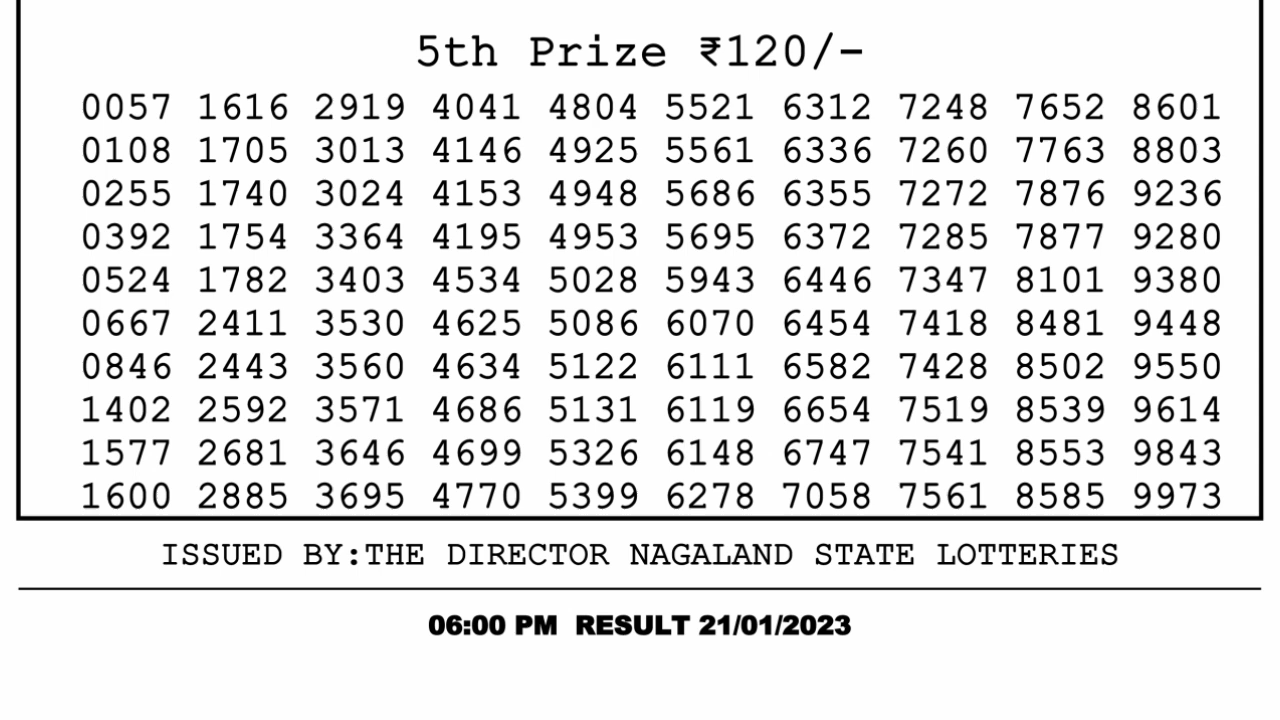 5th Prize ₹120/-
0057 1616 2919 4041 4804 5521 6312 7248 7652 8601
0108 1705 3013 4146 4925 5561 6336 7260 7763 8803
0255 1740 3024 4153 4948 5686 6355 7272 7876 9236
0392 1754 3364 4195 4953 5695 6372 7285 7877 9280
0524 1782 3403 4534 5028 5943 6446 7347 8101 9380
0667 2411 3530 4625 5086 6070 6454 7418 8481 9448
0846 2443 3560 4634 5122 6111 6582 7428 8502 9550
1402 2592 3571 4686 5131 6119 6654 7519 8539 9614
1577 2681 3646 4699 5326 6148 6747 7541 8553 9843
1600 2885 3695 4770 5399 6278 7058 7561 8585 9973
ISSUED BY:THE DIRECTOR NAGALAND STATE LOTTERIES
06:00 PM RESULT 21/01/2023